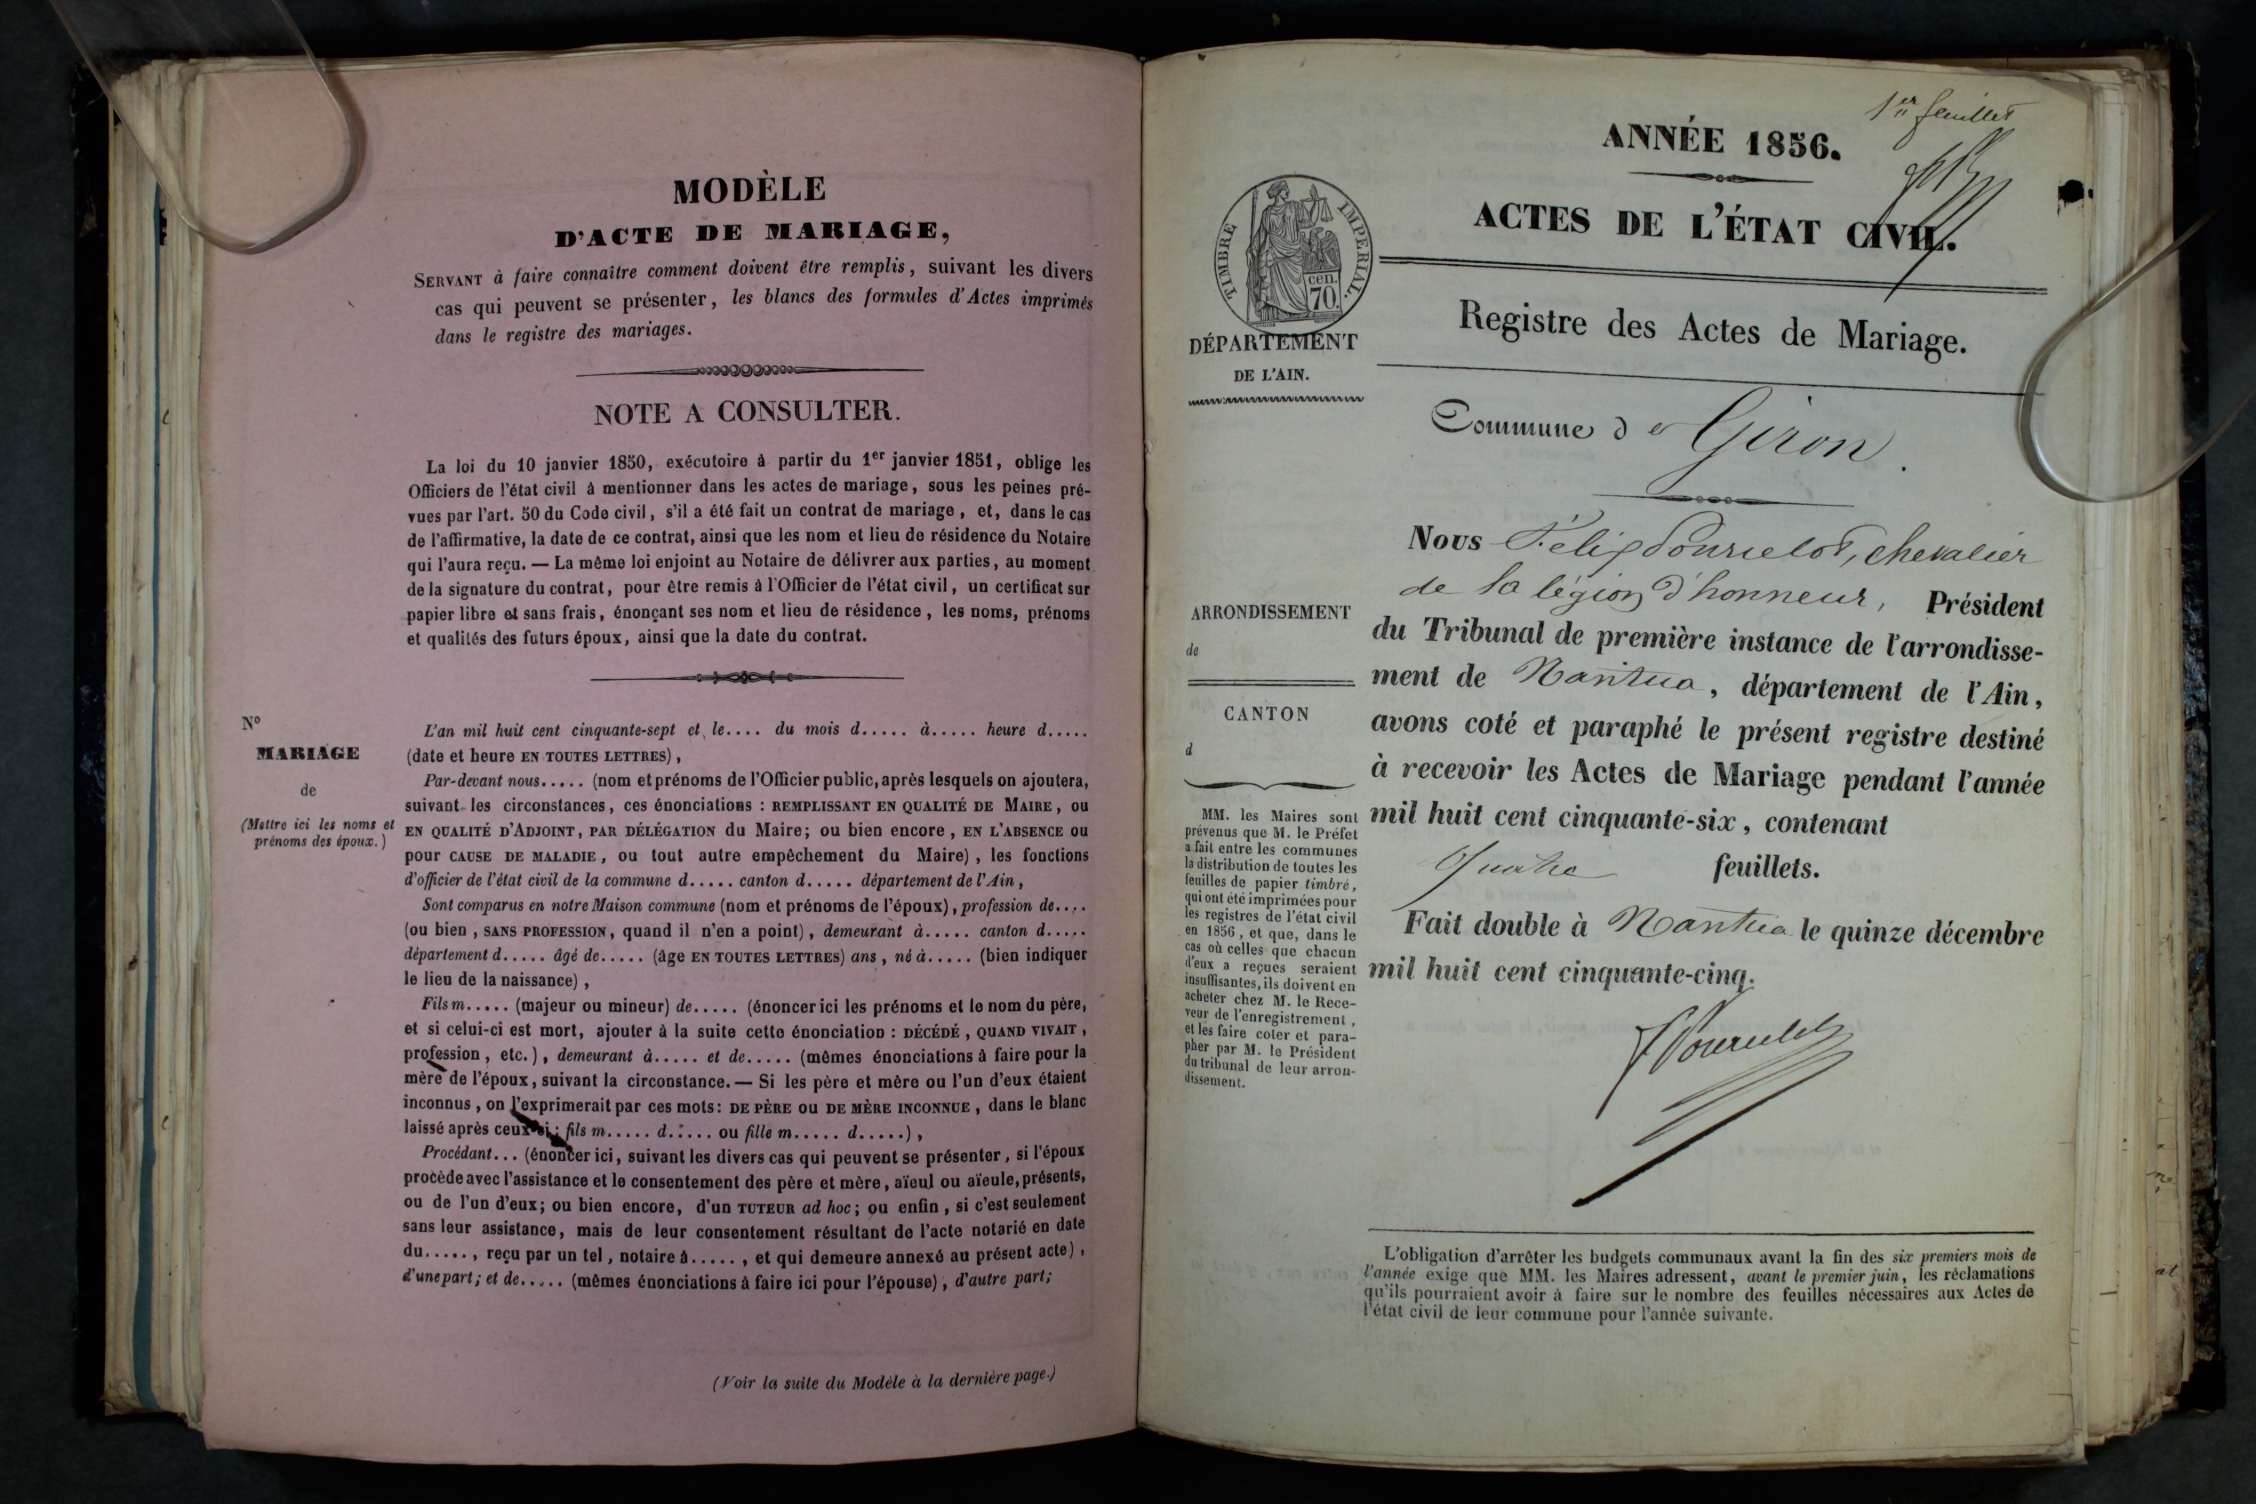 MODÈLE
D'ACTE DE MARIAGE,
SERVANT à faire connaître comment doivent être remplis, suivant les divers
cas qui peuvent se présenter, les blancs des formules d'Actes imprimés
dans le registre des mariages.
NOTE A CONSULTER.
La loi du 10 janvier 1850, exécutoire à partir du 1er janvier 1851, oblige les
Officiers de l'état civil à mentionner dans les actes de mariage, sous les peines pré-
vues par l'art. 50 du Code civil, s'il a été fait un contrat de mariage, et, dans le cas
de l'affirmative, la date de ce contrat, ainsi que les nom et lieu de résidence du Notaire
qui l'aura reçu. — La même loi enjoint au Notaire de délivrer aux parties, au moment
de la signature du contrat, pour être remis à l'Officier de l'état civil, un certificat sur
papier libre et sans frais, énonçant ses nom et lieu de résidence, les noms, prénoms
et qualités des futurs époux, ainsi que la date du contrat.
N°
MARIAGE
de
(Mettre ici les noms et
prénoms des époux.)
L'an mil huit cent cinquante-sept et le.... du mois d..... à..... heure d.....
(date et heure EN TOUTES LETTRES),
Par-devant nous..... (nom et prénoms de l'Officier public, après lesquels on ajoutera,
suivant les circonstances, ces énonciations : REMPLISSANT EN QUALITÉ DE MAIRE, ou
EN QUALITÉ D'ADJOINT, PAR DÉLÉGATION du Maire; ou bien encore, EN L'ABSENCE ou
pour CAUSE DE MALADIE, ou tout autre empêchement du Maire), les fonctions
d'officier de l'état civil de la commune d..... canton d..... département de l'Ain,
Sont comparus en notre Maison commune (nom et prénoms de l'époux), profession de....
(ou bien, SANS PROFESSION, quand il n'en a point), demeurant à..... canton d.....
département d..... âgé de..... (âge EN TOUTES LETTRES) ans, né à..... (bien indiquer
le lieu de la naissance),
Fils m..... (majeur ou mineur) de..... (énoncer ici les prénoms et le nom du père,
et si celui-ci est mort, ajouter à la suite cette énonciation : DÉCÉDÉ, QUAND VIVAIT,
profession, etc.), demeurant à..... et de..... (mêmes énonciations à faire pour la
mère de l'époux, suivant la circonstance. — Si les père et mère ou l'un d'eux étaient
inconnus, on l'exprimerait par ces mots: DE PÈRE OU DE MÈRE INCONNUE, dans le blanc
laissé après ceux-ci : fils m..... d..... ou fille m..... d.....),
Procédant... (énoncer ici, suivant les divers cas qui peuvent se présenter, si l'époux
procède avec l'assistance et le consentement des père et mère, aïeul ou aïeule, présents,
ou de l'un d'eux; ou bien encore, d'un TUTEUR ad hoc; ou enfin, si c'est seulement
sans leur assistance, mais de leur consentement résultant de l'acte notarié en date
du....., reçu par un tel, notaire à....., et qui demeure annexé au présent acte),
d'une part; et de..... (mêmes énonciations à faire ici pour l'épouse), d'autre part;
(Voir la suite du Modèle à la dernière page.)
1er feuillet
ANNÉE 1856.
ACTES DE L'ÉTAT CIVIL.
TIMBRE IMPERIAL.
cen.
70
DÉPARTEMENT
DE L'AIN.
Registre des Actes de Mariage.
Commune de Giron.
Nous Félix Pourcelot, chevalier
de la légion d'honneur, Président
du Tribunal de première instance de l'arrondisse-
ment de Nantua, département de l'Ain,
avons coté et paraphé le présent registre destiné
à recevoir les Actes de Mariage pendant l'année
mil huit cent cinquante-six, contenant
quatre feuillets.
Fait double à Nantua le quinze décembre
mil huit cent cinquante-cinq.
FPourcelot
ARRONDISSEMENT
de
CANTON
d
MM. les Maires sont
prévenus que M. le Préfet
a fait entre les communes
la distribution de toutes les
feuilles de papier timbré,
qui ont été imprimées pour
les registres de l'état civil
en 1856, et que, dans le
cas où celles que chacun
d'eux a reçues seraient
insuffisantes, ils doivent en
acheter chez M. le Rece-
veur de l'enregistrement,
et les faire coter et para-
pher par M. le Président
du tribunal de leur arron-
dissement.
L'obligation d'arrêter les budgets communaux avant la fin des six premiers mois de
l'année exige que MM. les Maires adressent, avant le premier juin, les réclamations
qu'ils pourraient avoir à faire sur le nombre des feuilles nécessaires aux Actes de
l'état civil de leur commune pour l'année suivante.